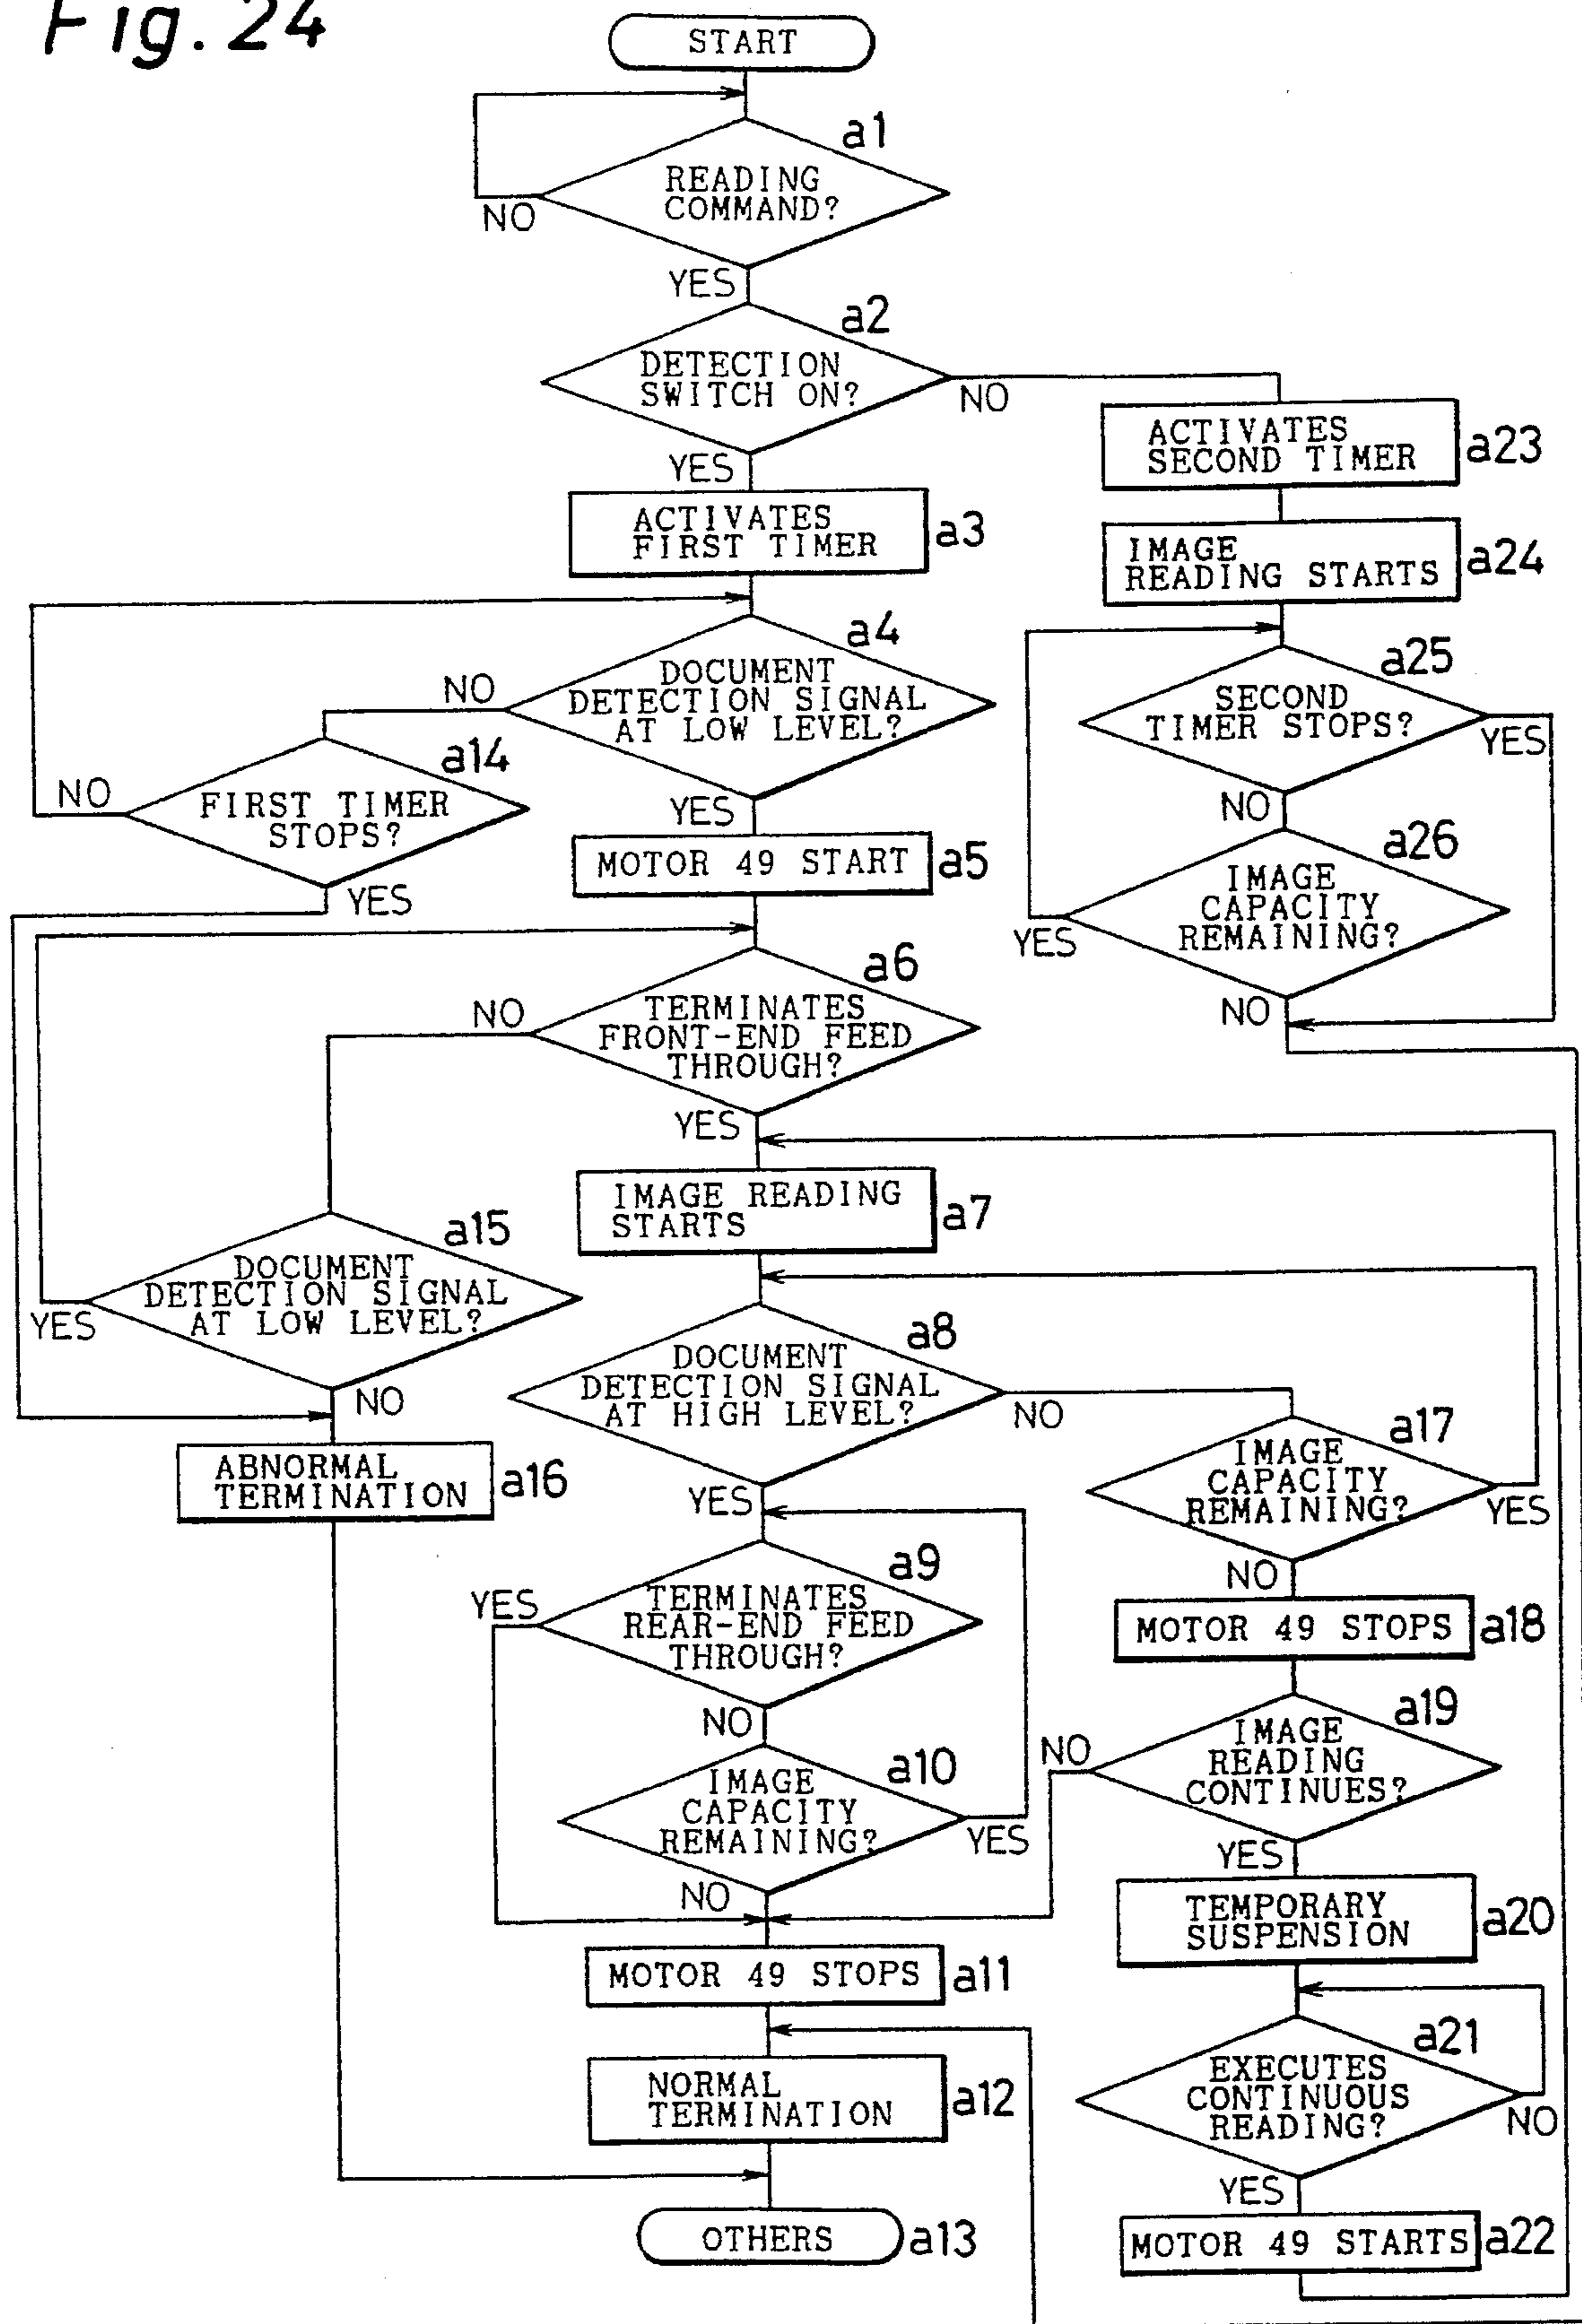 Fig. 24
START
a1
READING
COMMAND?
NO
YES
a2
DETECTION
SWITCH ON?
NO
YES
ACTIVATES
FIRST TIMER
a3
ACTIVATES
SECOND TIMER
a23
IMAGE
READING STARTS
a24
a4
DOCUMENT
DETECTION SIGNAL
AT LOW LEVEL?
NO
YES
a14
FIRST TIMER
STOPS?
NO
YES
a25
SECOND
TIMER STOPS?
YES
NO
a26
IMAGE
CAPACITY
REMAINING?
YES
NO
MOTOR 49 START
a5
a6
TERMINATES
FRONT-END FEED
THROUGH?
NO
YES
IMAGE READING
STARTS
a7
a15
DOCUMENT
DETECTION SIGNAL
AT LOW LEVEL?
YES
NO
ABNORMAL
TERMINATION
a16
a8
DOCUMENT
DETECTION SIGNAL
AT HIGH LEVEL?
NO
YES
a17
IMAGE
CAPACITY
REMAINING?
YES
NO
a9
TERMINATES
REAR-END FEED
THROUGH?
YES
NO
MOTOR 49 STOPS
a18
a10
IMAGE
CAPACITY
REMAINING?
YES
NO
a19
IMAGE
READING
CONTINUES?
NO
YES
TEMPORARY
SUSPENSION
a20
MOTOR 49 STOPS
a11
a21
EXECUTES
CONTINUOUS
READING?
NO
YES
NORMAL
TERMINATION
a12
MOTOR 49 STARTS
a22
OTHERS
a13